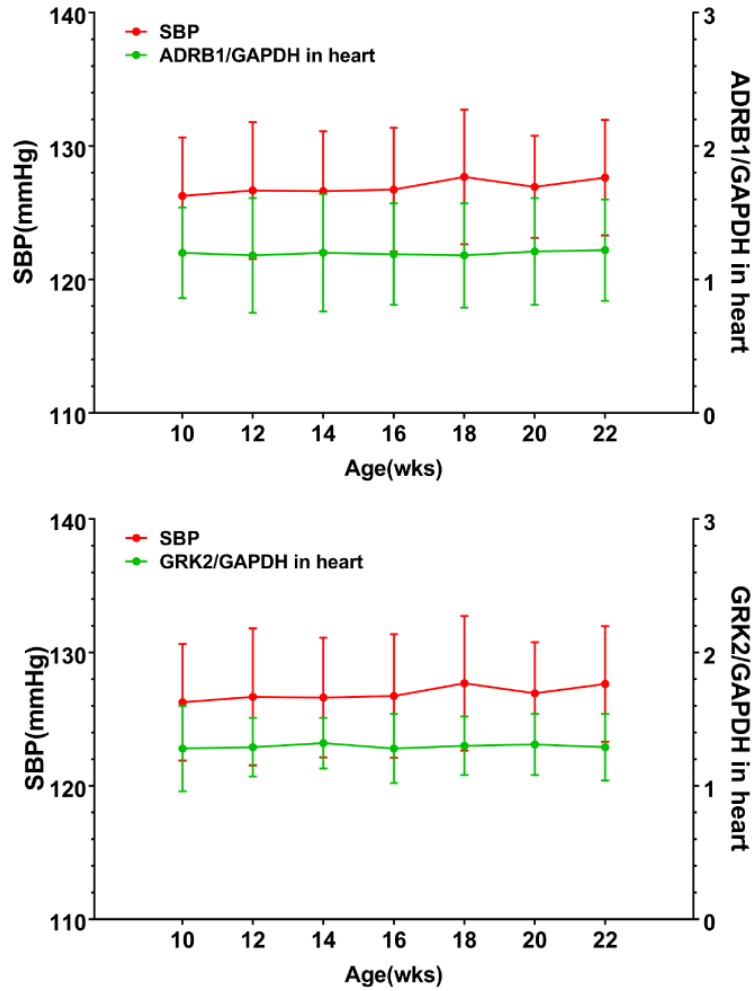 140
130
120
110
SBP(mmHg)
SBP
ADRB1/GAPDH in heart
3
2
1
0
ADRB1/GAPDH in heart
10 12 14 16 18 20 22
Age(wks)
140
130
120
110
SBP(mmHg)
SBP
GRK2/GAPDH in heart
3
2
1
0
GRK2/GAPDH in heart
10 12 14 16 18 20 22
Age(wks)